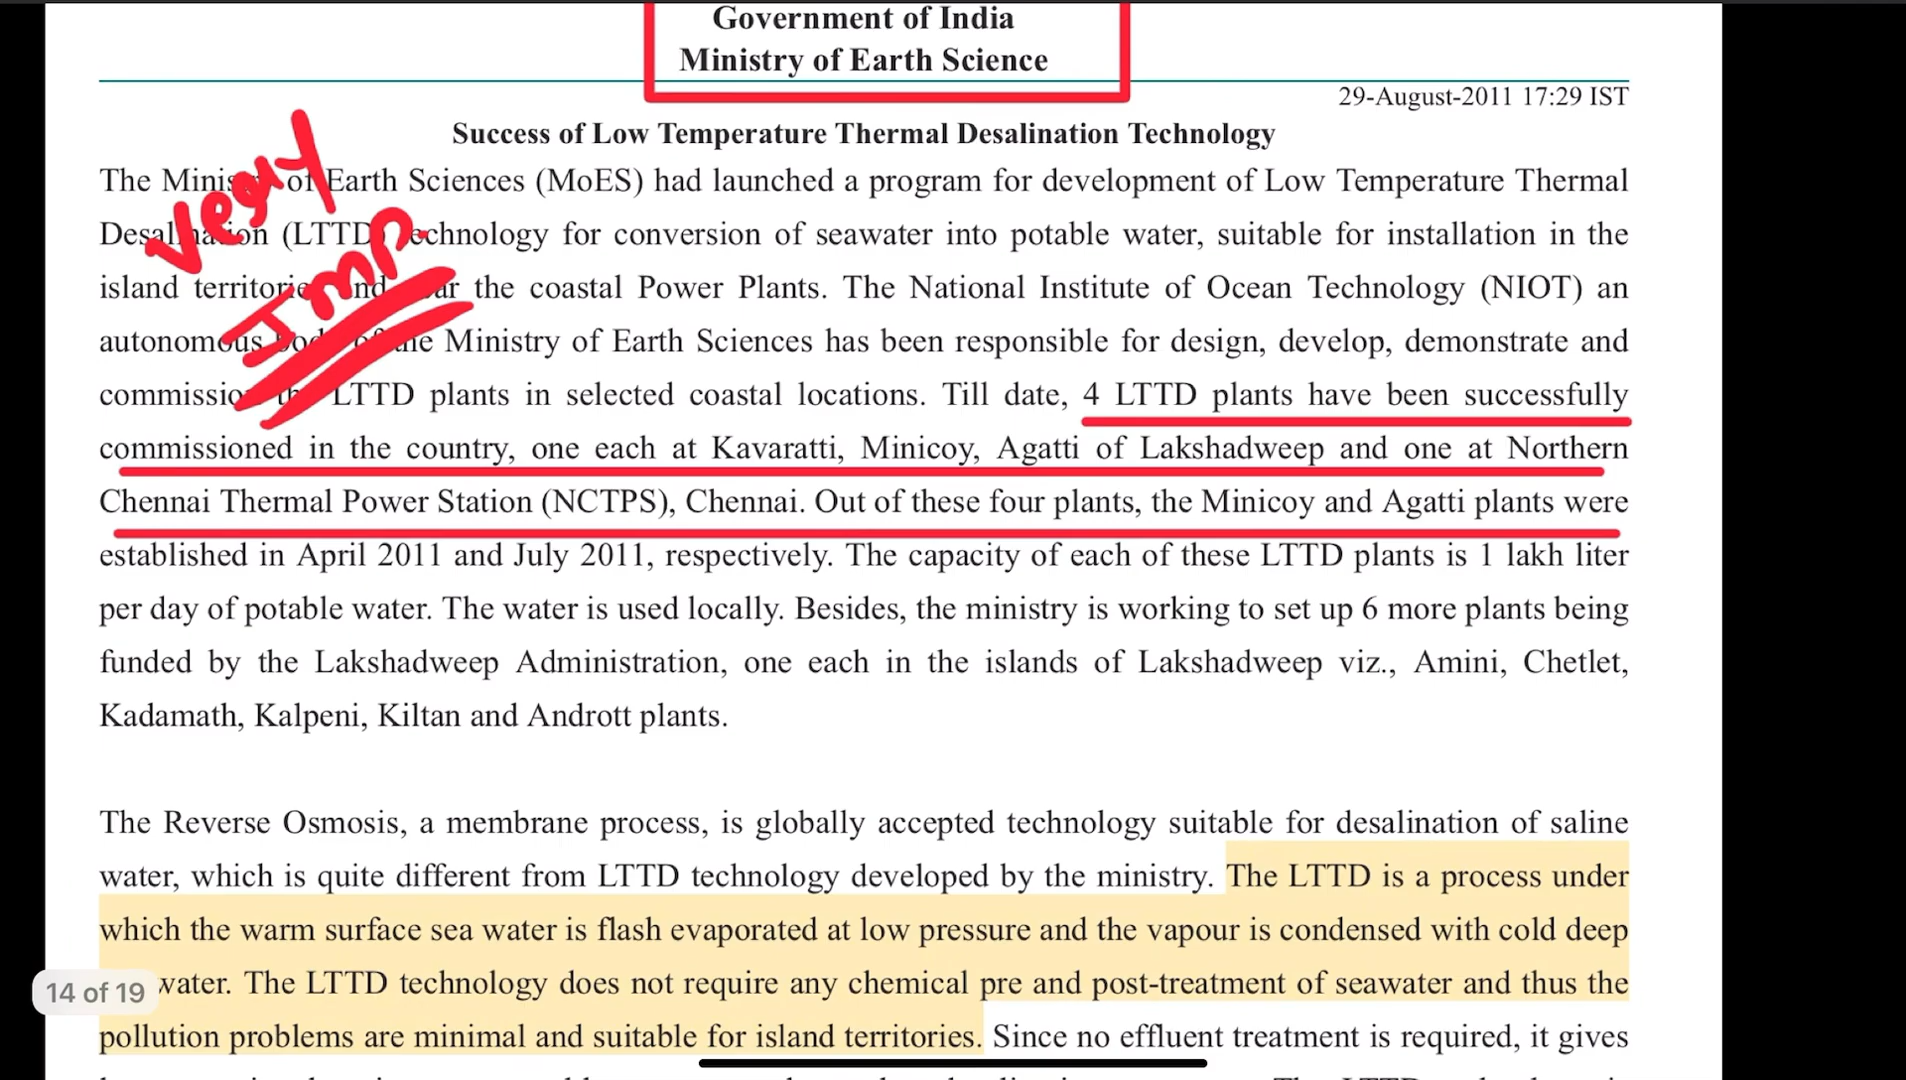 Government of India
Ministry of Earth Science
29-August-2011 17:29 IST
Success of Low Temperature Thermal Desalination Technology
The Minis of Earth Sciences (MoES) had launched a program for development of Low Temperature Thermal
Very
Desal ation (LTTD) echnology for conversion of seawater into potable water, suitable for installation in the
Imp.
island territorie nd ar the coastal Power Plants. The National Institute of Ocean Technology (NIOT) an
autonomous bod of the Ministry of Earth Sciences has been responsible for design, develop, demonstrate and
commissio th LTTD plants in selected coastal locations. Till date, 4 LTTD plants have been successfully
commissioned in the country, one each at Kavaratti, Minicoy, Agatti of Lakshadweep and one at Northern
Chennai Thermal Power Station (NCTPS), Chennai. Out of these four plants, the Minicoy and Agatti plants were
established in April 2011 and July 2011, respectively. The capacity of each of these LTTD plants is 1 lakh liter
per day of potable water. The water is used locally. Besides, the ministry is working to set up 6 more plants being
funded by the Lakshadweep Administration, one each in the islands of Lakshadweep viz., Amini, Chetlet,
Kadamath, Kalpeni, Kiltan and Andrott plants.
The Reverse Osmosis, a membrane process, is globally accepted technology suitable for desalination of saline
water, which is quite different from LTTD technology developed by the ministry. The LTTD is a process under
which the warm surface sea water is flash evaporated at low pressure and the vapour is condensed with cold deep
14 of 19 water. The LTTD technology does not require any chemical pre and post-treatment of seawater and thus the
pollution problems are minimal and suitable for island territories. Since no effluent treatment is required, it gives